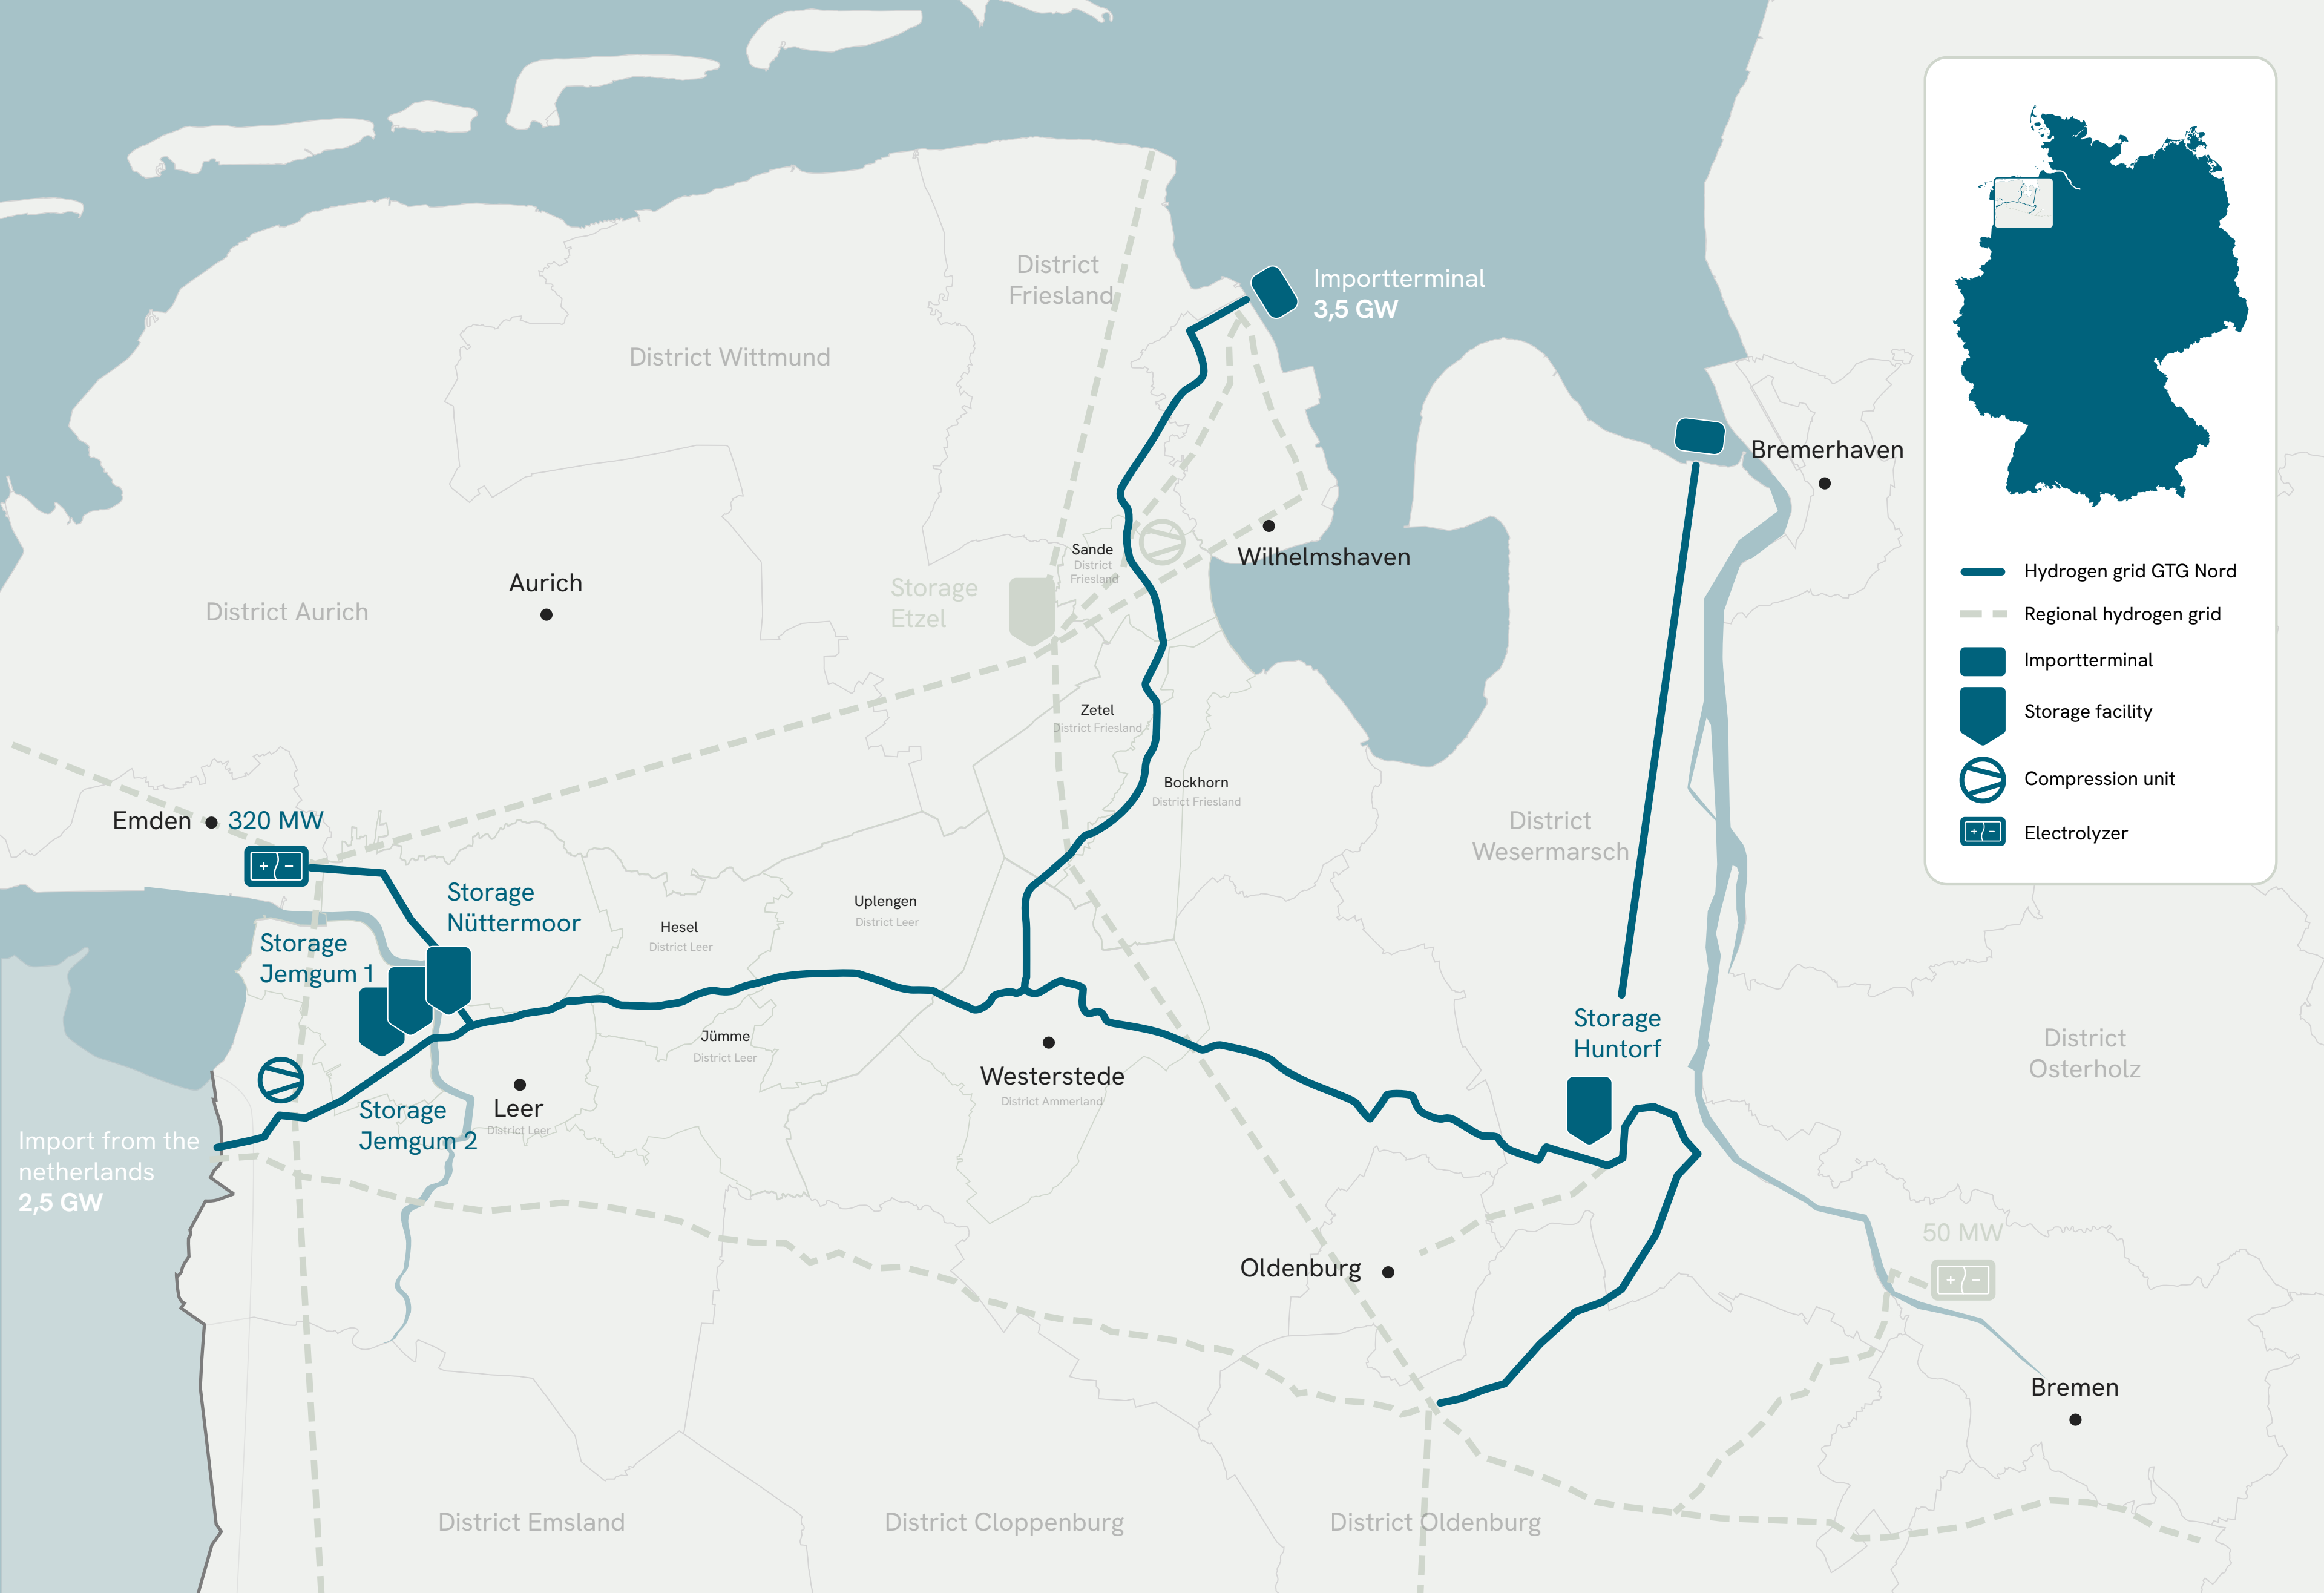 District
Friesland
Importterminal
3,5 GW
District Wittmund
Bremerhaven
Sande
District
Friesland
Wilhelmshaven
Aurich
District Aurich
Storage
Etzel
Zetel
District Friesland
Bockhorn
District Friesland
Emden
320 MW
District
Wesermarsch
Storage
Nüttermoor
Uplengen
District Leer
Hesel
District Leer
Storage
Jemgum 1
Storage
Huntorf
Jümme
District Leer
District
Osterholz
Westerstede
District Ammerland
Leer
District Leer
Storage
Jemgum 2
Import from the
netherlands
2,5 GW
50 MW
Oldenburg
Bremen
District Emsland
District Cloppenburg
District Oldenburg
Hydrogen grid GTG Nord
Regional hydrogen grid
Importterminal
Storage facility
Compression unit
Electrolyzer